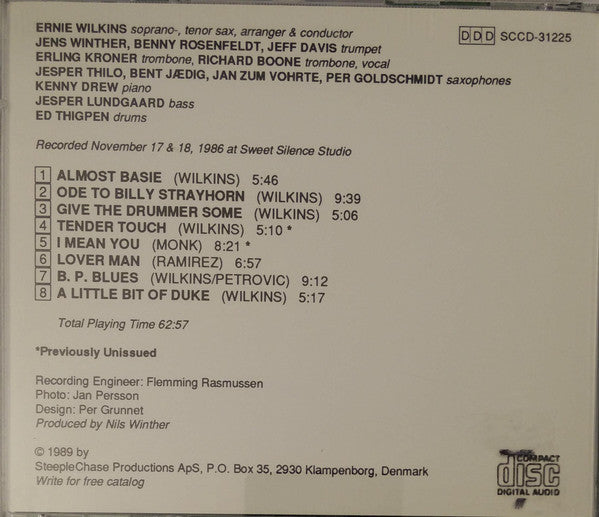 ERNIE WILKINS soprano-, tenor sax, arranger & conductor
DDD SCCD-31225
JENS WINTHER, BENNY ROSENFELDT, JEFF DAVIS trumpet
ERLING KRONER trombone, RICHARD BOONE trombone, vocal
JESPER THILO, BENT JÆDIG, JAN ZUM VOHRTE, PER GOLDSCHMIDT saxophones
KENNY DREW piano
JESPER LUNDGAARD bass
ED THIGPEN drums
Recorded November 17 & 18, 1986 at Sweet Silence Studio
1 ALMOST BASIE (WILKINS) 5:46
2 ODE TO BILLY STRAYHORN (WILKINS) 9:39
3 GIVE THE DRUMMER SOME (WILKINS) 5:06
4 TENDER TOUCH (WILKINS) 5:10 *
5 I MEAN YOU (MONK) 8:21 *
6 LOVER MAN (RAMIREZ) 6:57
7 B. P. BLUES (WILKINS/PETROVIC) 9:12
8 A LITTLE BIT OF DUKE (WILKINS) 5:17
Total Playing Time 62:57
*Previously Unissued
Recording Engineer: Flemming Rasmussen
Photo: Jan Persson
Design: Per Grunnet
Produced by Nils Winther
© 1989 by
SteepleChase Productions ApS, P.O. Box 35, 2930 Klampenborg, Denmark
Write for free catalog
COMPACT
disc
DIGITAL AUDIO